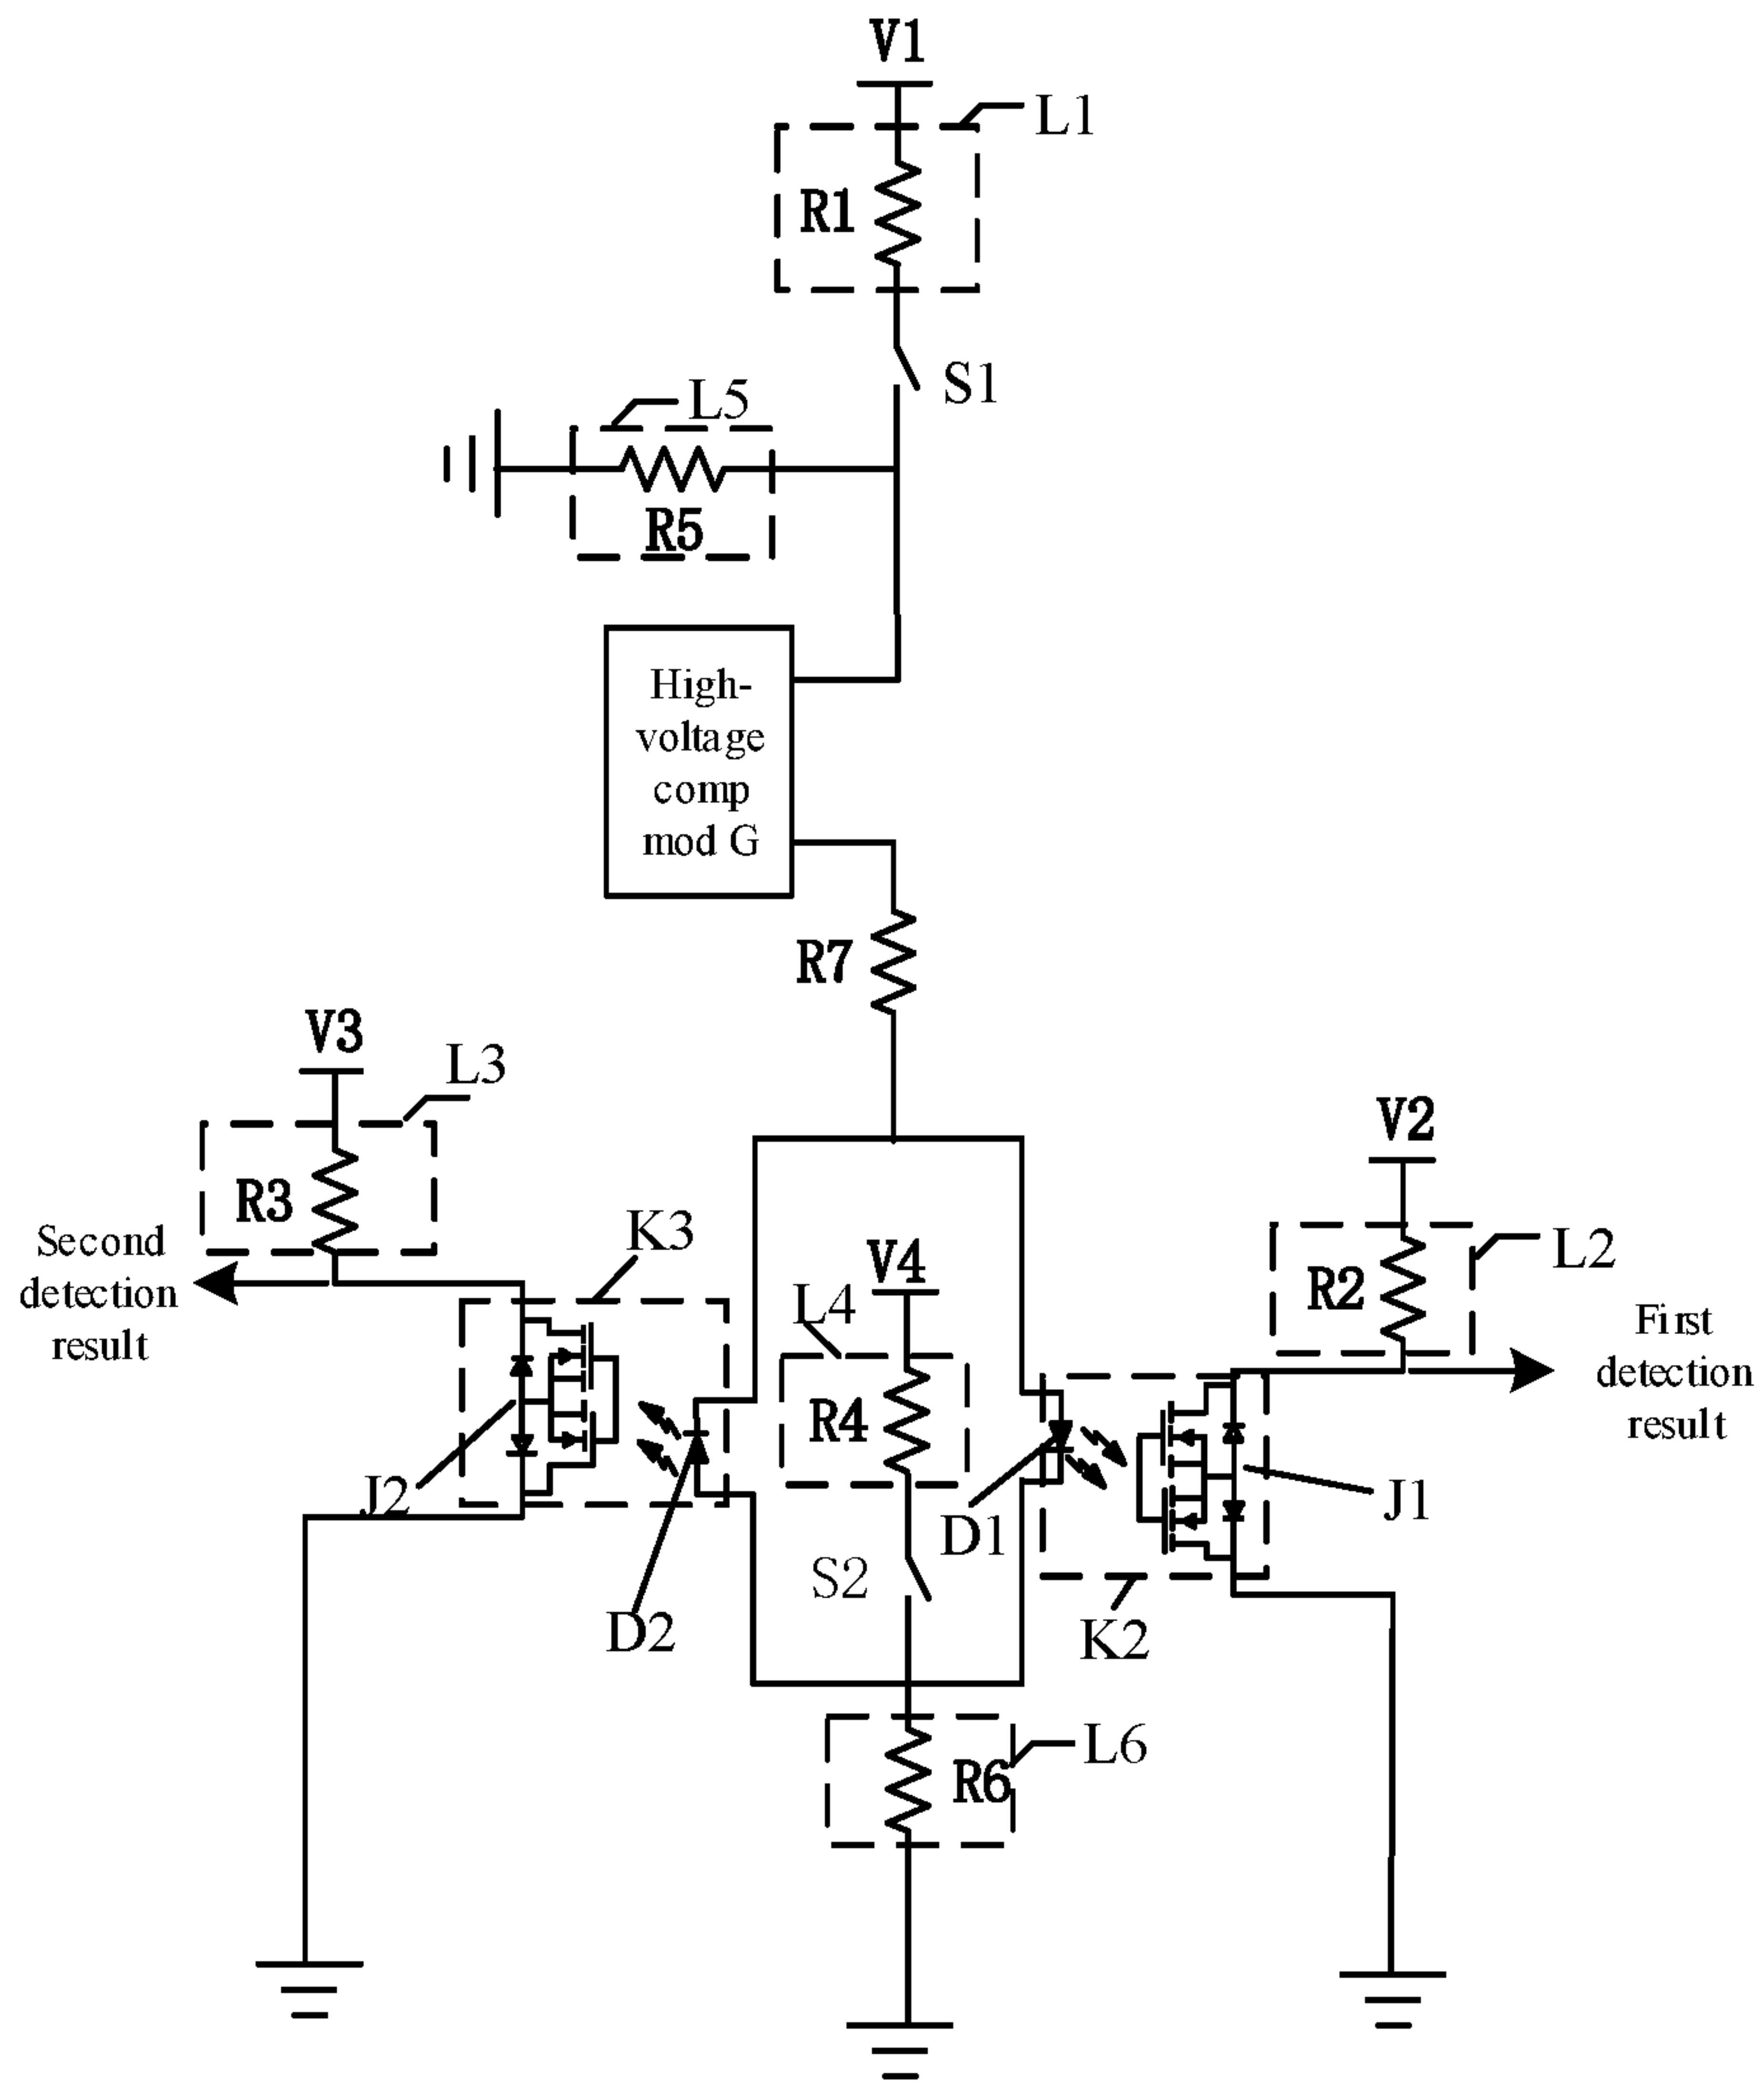 V1
L1
R1
S1
L5
R5
High-
voltage
comp
mod G
R7
V3
L3
R3
Second
detection
result
K3
V4
L4
R4
V2
L2
R2
First
detection
result
J2
D1
J1
S2
D2
K2
L6
R6